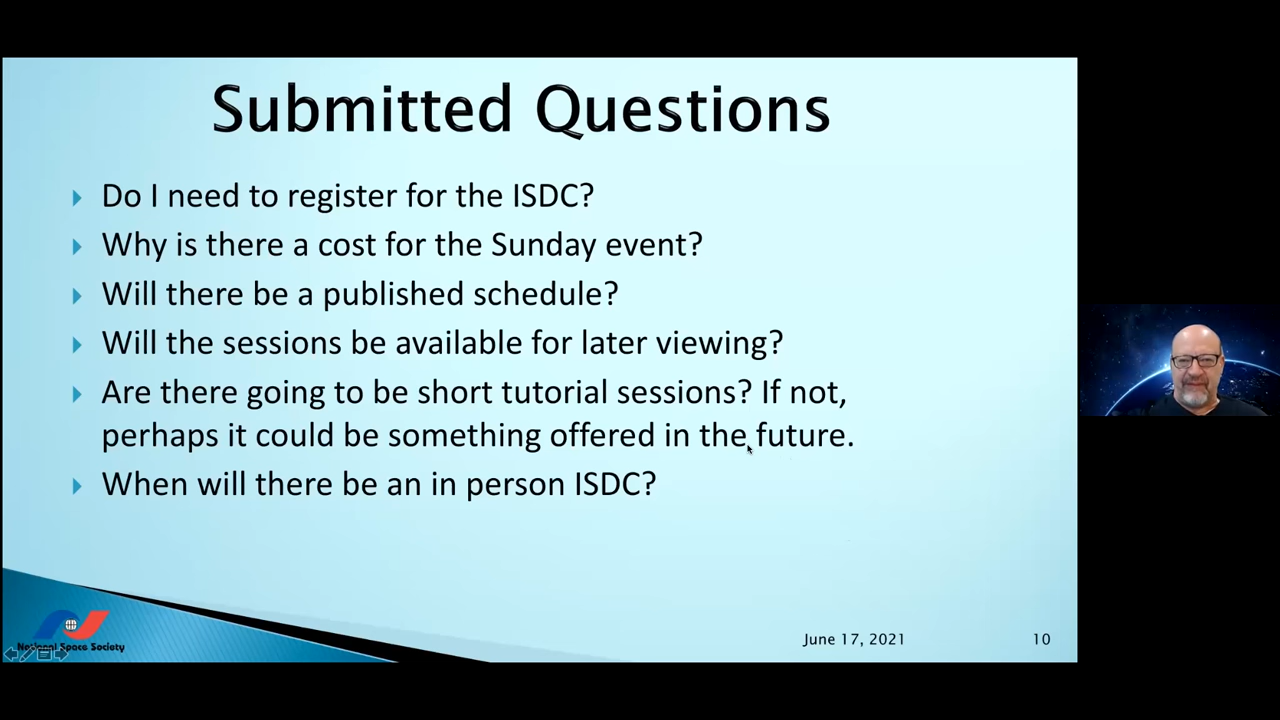 Submitted Questions
Do I need to register for the ISDC?
Why is there a cost for the Sunday event?
Will there be a published schedule?
Will the sessions be available for later viewing?
Are there going to be short tutorial sessions? If not,
perhaps it could be something offered in the future.
When will there be an in person ISDC?
National Space Society
June 17, 2021
10